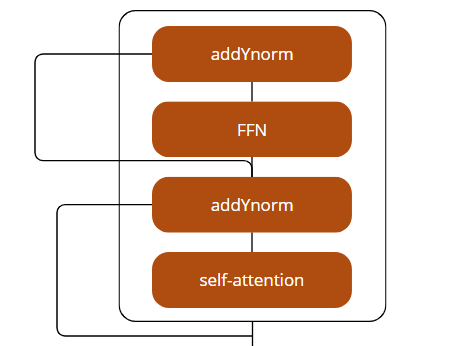 addYnorm
FFN
addYnorm
self-attention